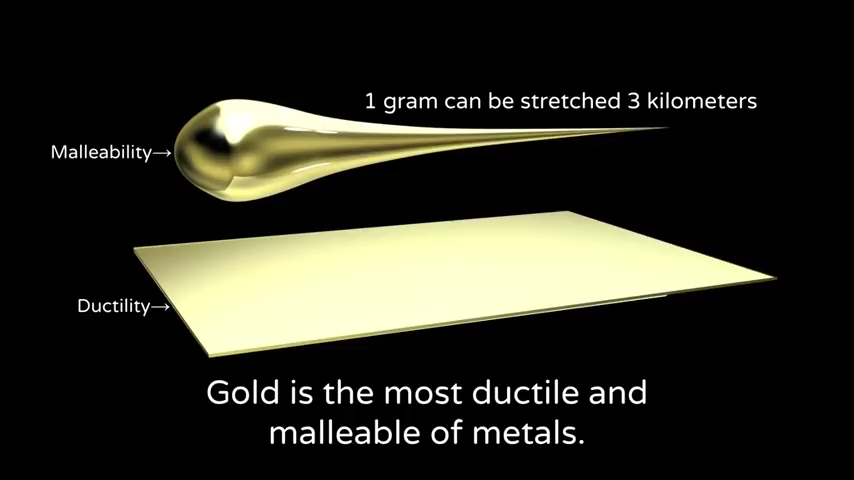 1 gram can be stretched 3 kilometers
Malleability→
Ductility→
Gold is the most ductile and
malleable of metals.